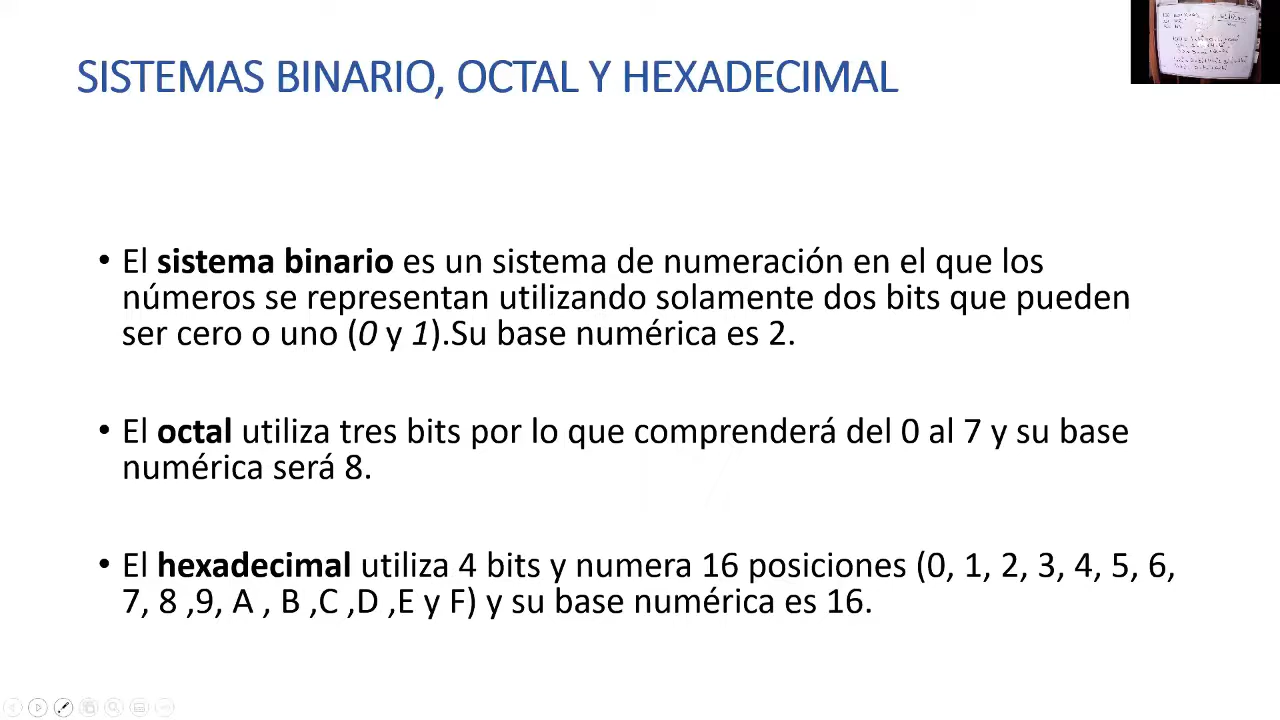 SISTEMAS BINARIO, OCTAL Y HEXADECIMAL
• El sistema binario es un sistema de numeración en el que los
números se representan utilizando solamente dos bits que pueden
ser cero o uno (0 y 1).Su base numérica es 2.
• El octal utiliza tres bits por lo que comprenderá del 0 al 7 y su base
numérica será 8.
• El hexadecimal utiliza 4 bits y numera 16 posiciones (0, 1, 2, 3, 4, 5, 6,
7, 8 ,9, A , B ,C ,D ,E y F) y su base numérica es 16.